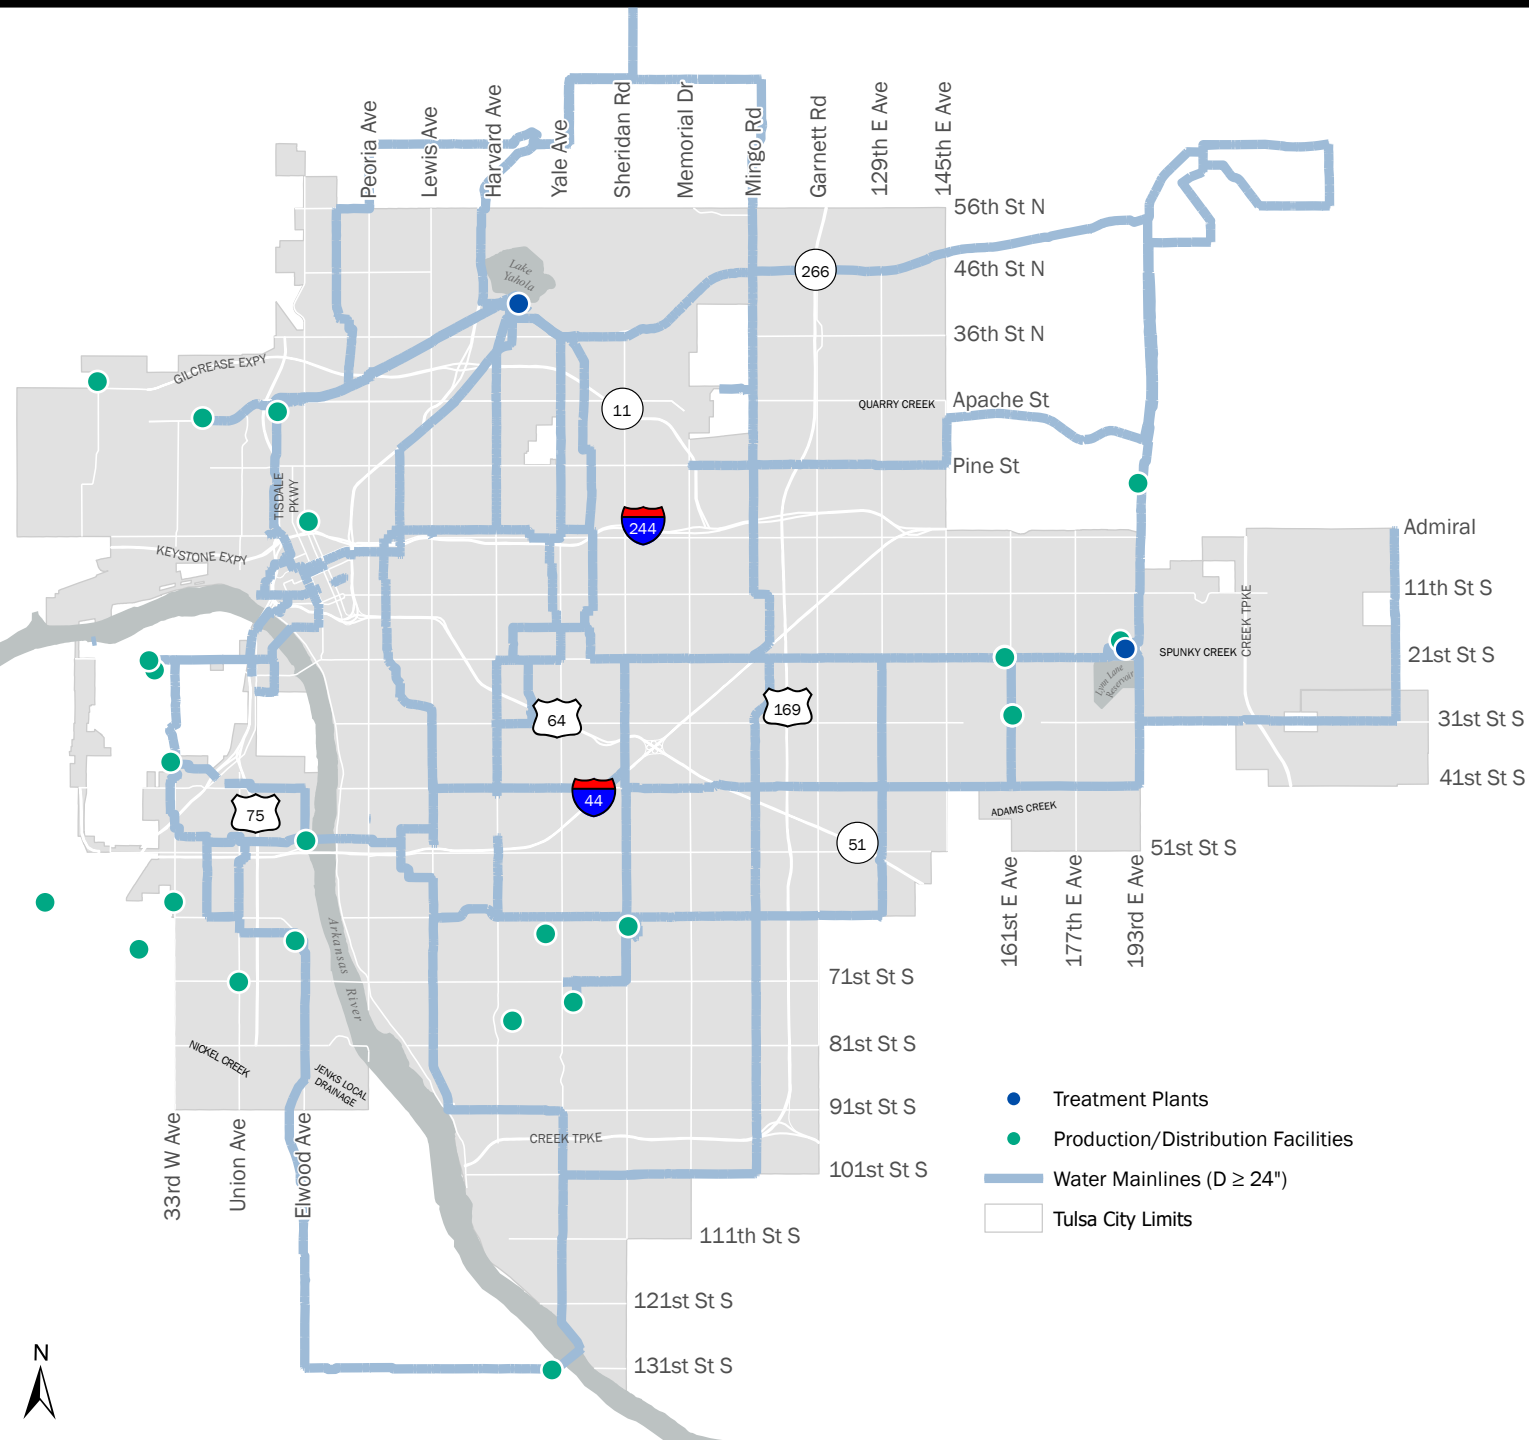 Peoria Ave
Lewis Ave
Harvard Ave
Yale Ave
Sheridan Rd
Memorial Dr
Mingo Rd
Garnett Rd
129th E Ave
145th E Ave
56th St N
Lake
Yahola
266
46th St N
36th St N
GILCREASE EXPY
11
QUARRY CREEK
Apache St
Pine St
TISDALE
PKWY
244
Admiral
KEYSTONE EXPY
11th St S
CREEK TPKE
SPUNKY CREEK
21st St S
Lynn Lane
Reservoir
64
169
31st St S
41st St S
44
75
ADAMS CREEK
51
51st St S
161st E Ave
177th E Ave
193rd E Ave
Arkansas River
71st St S
81st St S
NICKEL CREEK
JENKS LOCAL
DRAINAGE
91st St S
CREEK TPKE
101st St S
33rd W Ave
Union Ave
Elwood Ave
111th St S
121st St S
131st St S
Treatment Plants
Production/Distribution Facilities
Water Mainlines (D ≥ 24")
Tulsa City Limits
N